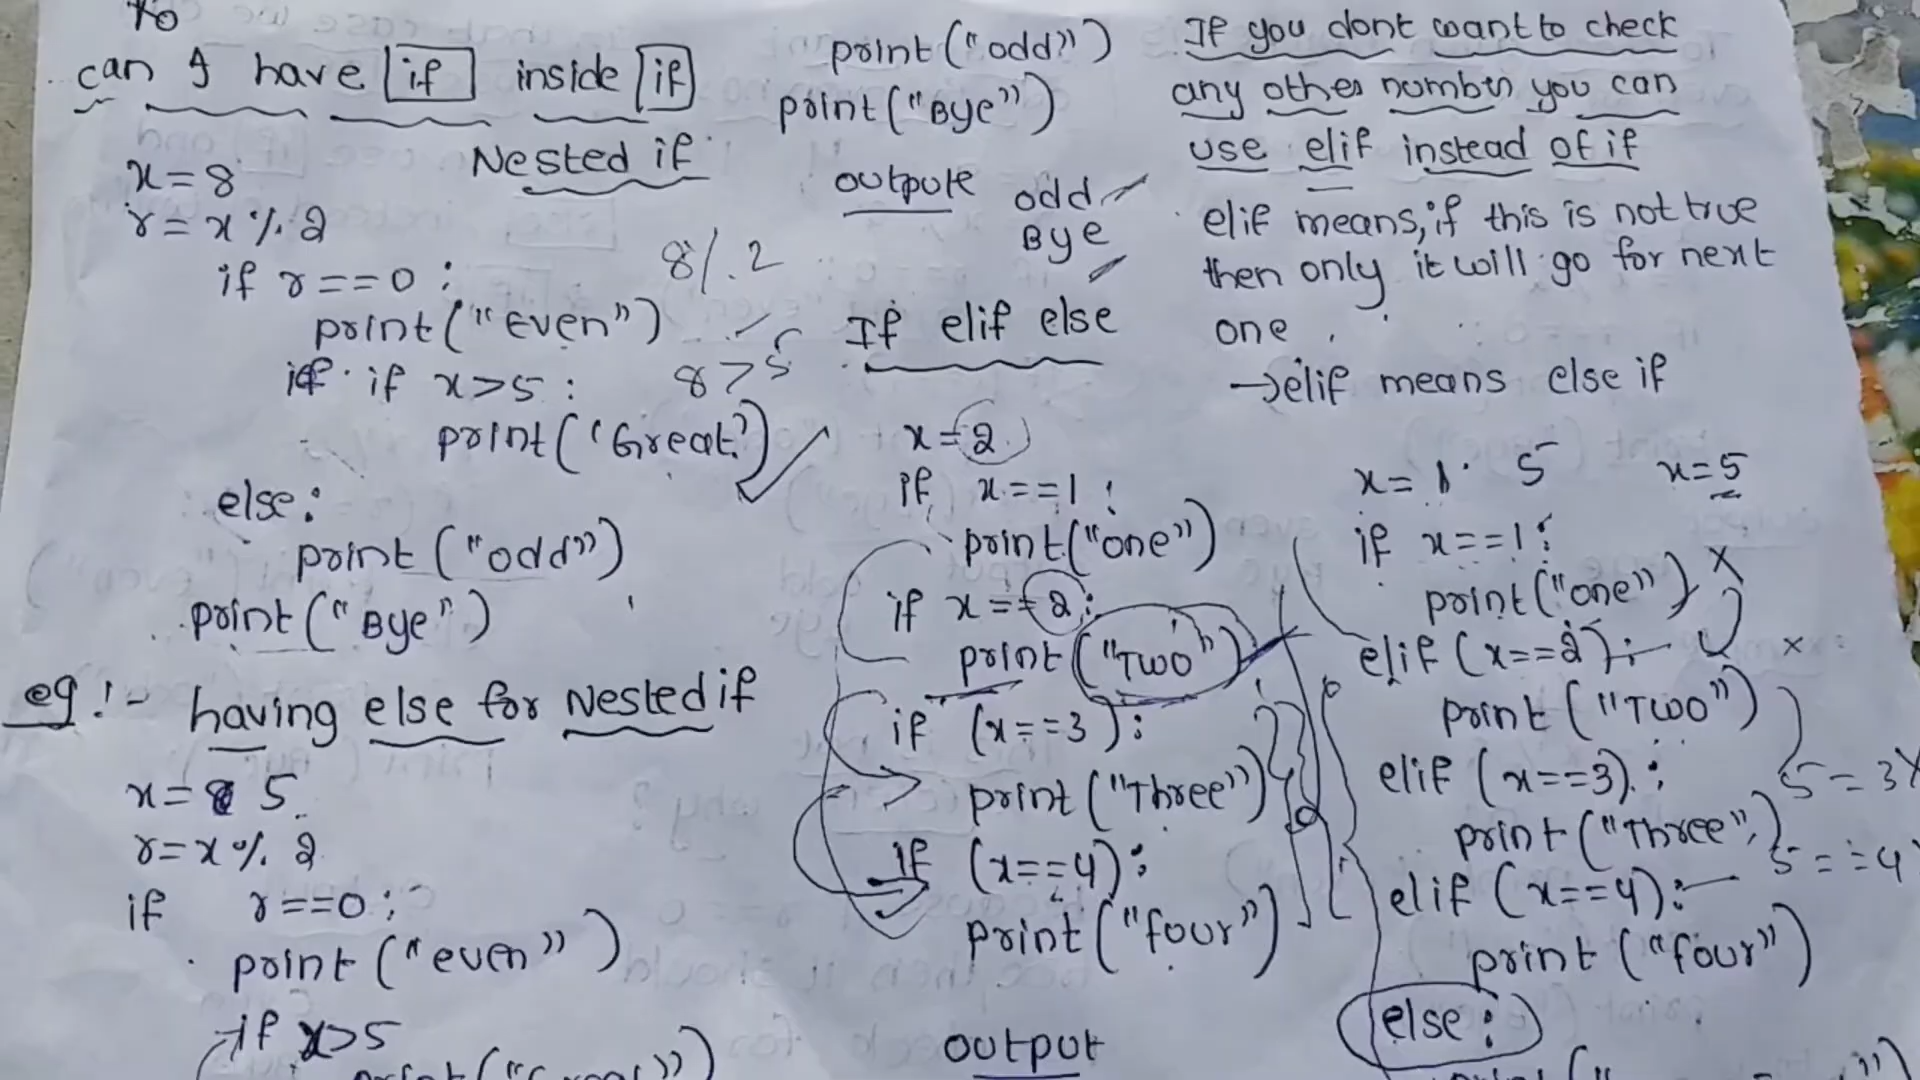 To
can I have if inside if
Nested if
x=8
r=x%2
if r==0:
8%2
print("Even")
if x>5:
8>5
print('Great')
else:
print("odd")
print("Bye")
eg:- having else for Nested if
x= 5
r=x%2
if r==0:
print("even")
if x>5
print("odd")
print("Bye")
output odd
Bye
If elif else
x=2
if x==1:
print("one")
if x==2:
print("Two")
if (x==3):
print("Three")
if (x==4):
print("four")
output
If you dont want to check
any other number you can
use elif instead of if
elif means, if this is not true
then only it will go for next
one.
→elif means else if
x=1 5 x=5
if x==1:
print("one")
elif (x==2):
print("Two")
elif (x==3):
5=3X
print("Three")
elif (x==4):
5==4
print("four")
else: